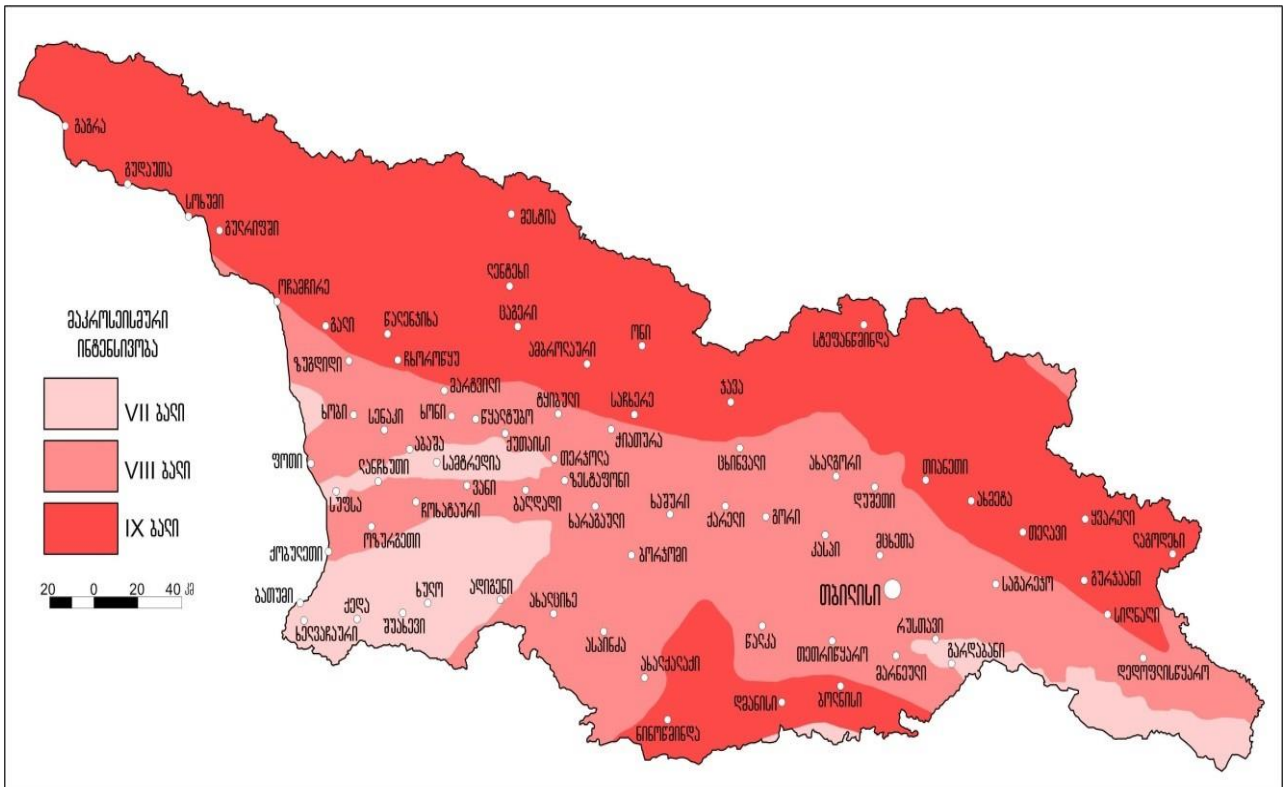 გაგრა
გუდაუთა
სოხუმი
გულრიფში
მესტია
ლენტეხი
ოჩამჩირე
მაკროსეისმური
ინტენსივობა
VII ბალი
VIII ბალი
IX ბალი
20 0 20 40 კმ
გალი
წალენჯიხა
ცაგერი
ამბროლაური
ონი
სტეფანწმინდა
ზუგდიდი
ჩხოროწყუ
მარტვილი
ტყიბული
საჩხერე
ჯავა
ხობი
სენაკი
ხონი
წყალტუბო
ქუთაისი
ჭიათურა
აბაშა
ცხინვალი
ახალგორი
თიანეთი
ფოთი
ლანჩხუთი
სამტრედია
თერჯოლა
ზესტაფონი
დუშეთი
ახმეტა
სუფსა
ჩოხატაური
ვანი
ბაღდადი
ხარაგაული
ხაშური
ქარელი
გორი
თელავი
ყვარელი
ლაგოდეხი
ოზურგეთი
კასპი
მცხეთა
ქობულეთი
ბორჯომი
საგარეჯო
გურჯაანი
ბათუმი
ქედა
ხულო
ადიგენი
ახალციხე
თბილისი
სიღნაღი
ხელვაჩაური
შუახევი
ასპინძა
წალკა
რუსთავი
თეთრიწყარო
გარდაბანი
მარნეული
დედოფლისწყარო
ახალქალაქი
დმანისი
ბოლნისი
ნინოწმინდა